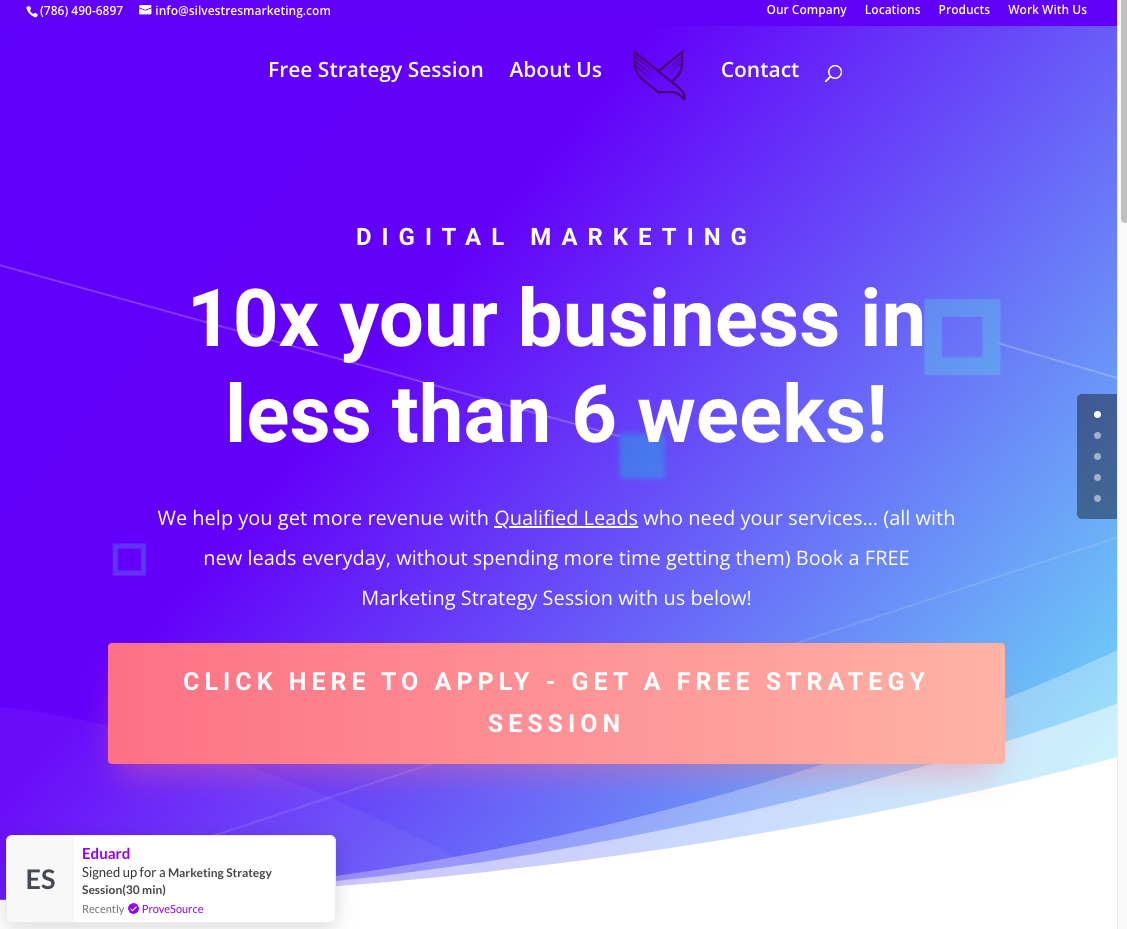 (786) 490-6897 info@silvestresmarketing.com Our Company Locations Products Work With Us
Free Strategy Session About Us Contact
DIGITAL MARKETING
10x your business in
less than 6 weeks!
We help you get more revenue with Qualified Leads who need your services... (all with
new leads everyday, without spending more time getting them) Book a FREE
Marketing Strategy Session with us below!
CLICK HERE TO APPLY - GET A FREE STRATEGY
SESSION
ES
Eduard
Signed up for a Marketing Strategy
Session(30 min)
Recently ProveSource